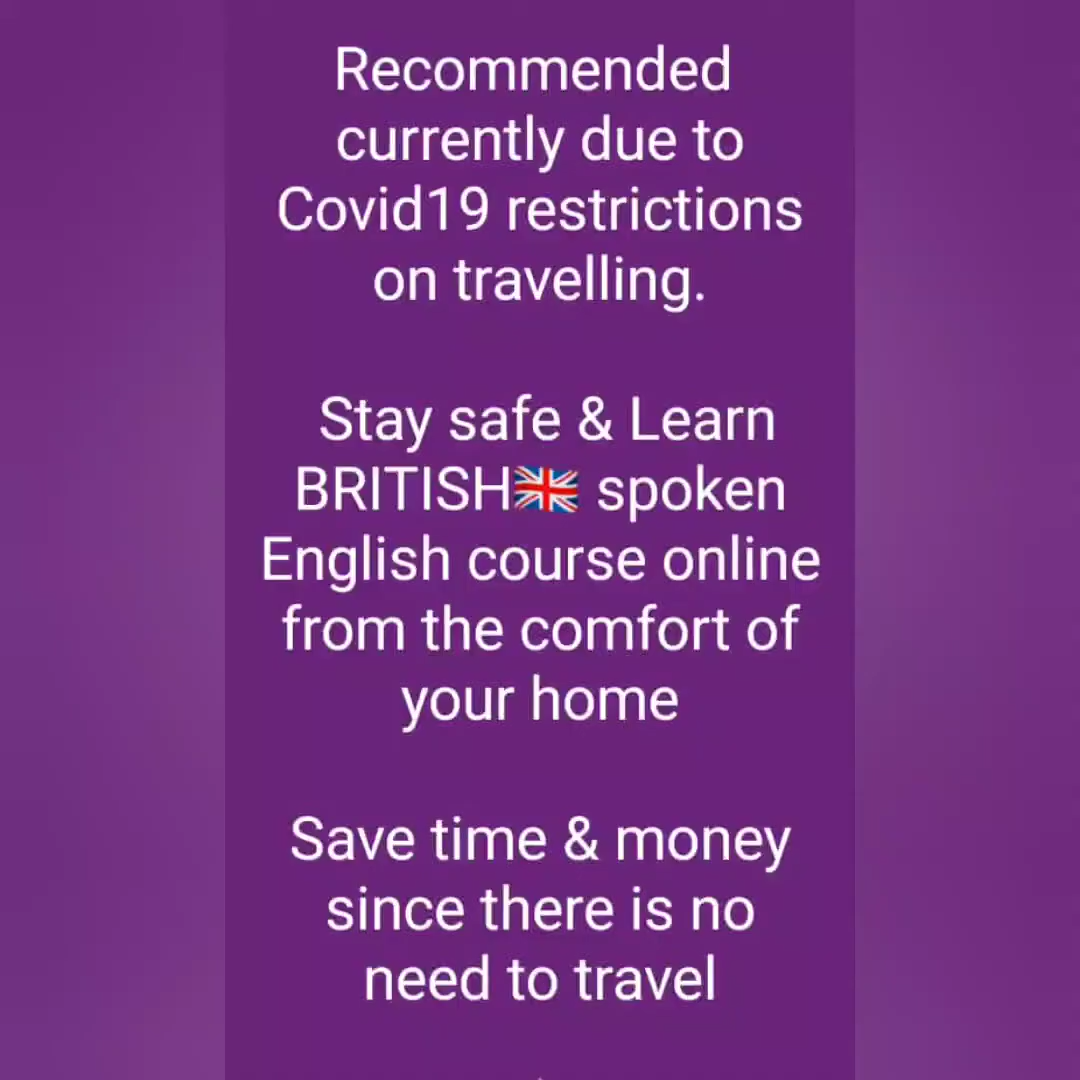 Recommended
currently due to
Covid19 restrictions
on travelling.
Stay safe & Learn
BRITISH🇬🇧 spoken
English course online
from the comfort of
your home
Save time & money
since there is no
need to travel